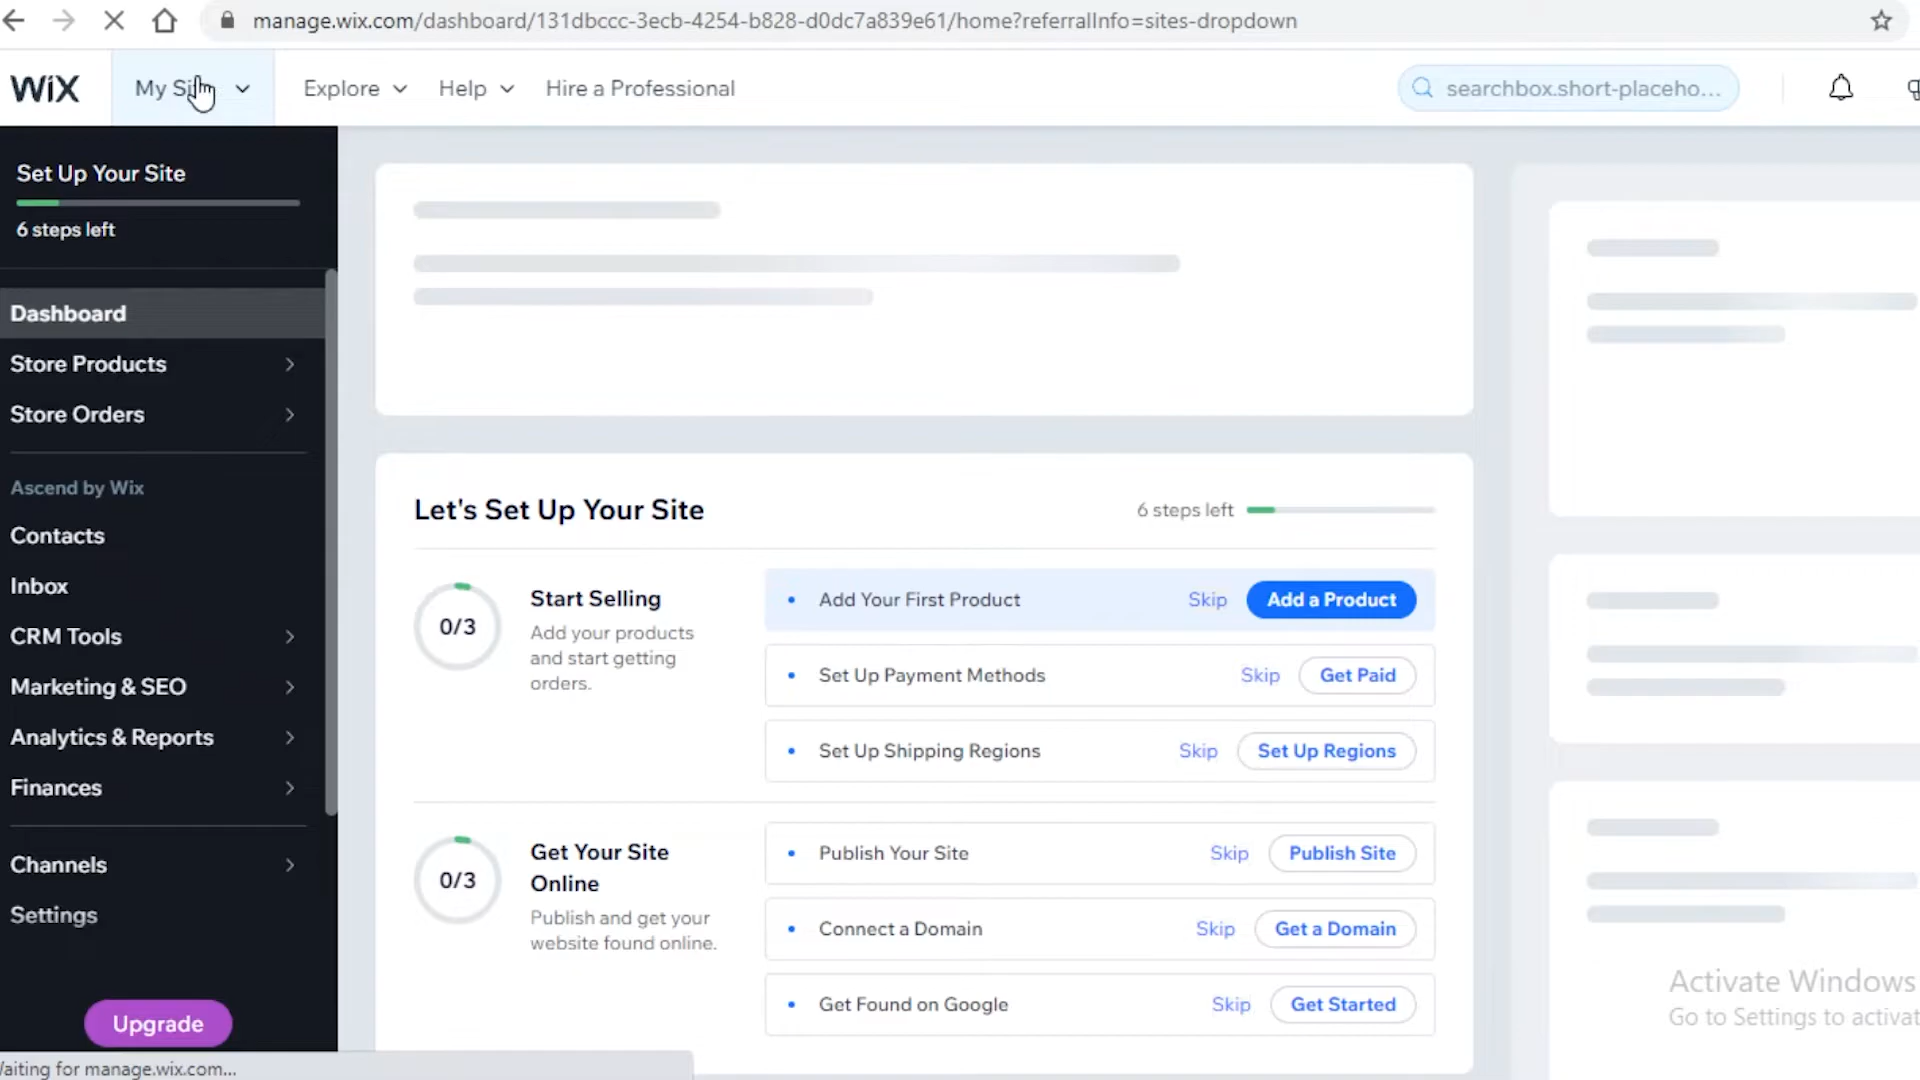 manage.wix.com/dashboard/131dbccc-3ecb-4254-b828-d0dc7a839e61/home?referralInfo=sites-dropdown
WiX
My
Explore
Help
Hire a Professional
searchbox.short-placeho...
Set Up Your Site
6 steps left
Dashboard
Store Products
Store Orders
Ascend by Wix
Contacts
Inbox
CRM Tools
Marketing & SEO
Analytics & Reports
Finances
Channels
Settings
Upgrade
Let's Set Up Your Site
6 steps left
0/3
Start Selling
Add your products
and start getting
orders.
Add Your First Product
Skip
Add a Product
Set Up Payment Methods
Skip
Get Paid
Set Up Shipping Regions
Skip
Set Up Regions
0/3
Get Your Site
Online
Publish and get your
website found online.
Publish Your Site
Skip
Publish Site
Connect a Domain
Skip
Get a Domain
Get Found on Google
Skip
Get Started
Activate Windows
Go to Settings to activat
aiting for manage.wix.com...